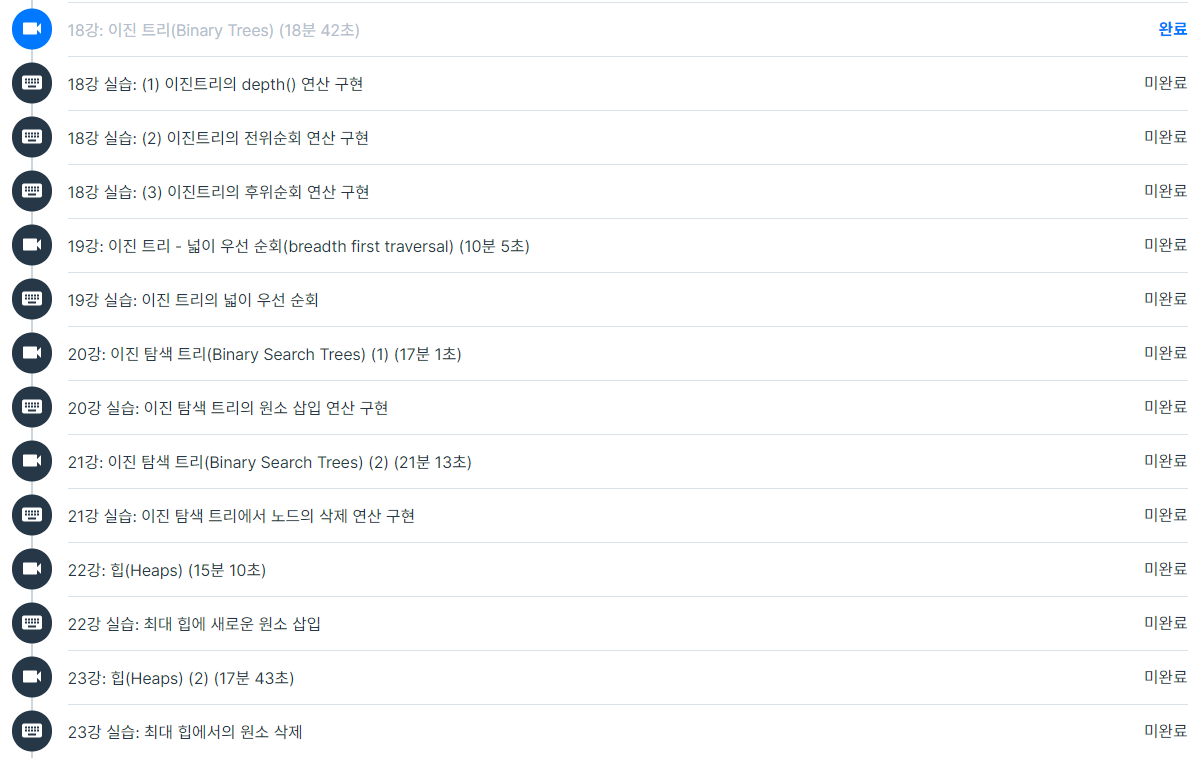 18강: 이진 트리(Binary Trees) (18분 42초) 완료
18강 실습: (1) 이진트리의 depth() 연산 구현 미완료
18강 실습: (2) 이진트리의 전위순회 연산 구현 미완료
18강 실습: (3) 이진트리의 후위순회 연산 구현 미완료
19강: 이진 트리 - 넓이 우선 순회(breadth first traversal) (10분 5초) 미완료
19강 실습: 이진 트리의 넓이 우선 순회 미완료
20강: 이진 탐색 트리(Binary Search Trees) (1) (17분 1초) 미완료
20강 실습: 이진 탐색 트리의 원소 삽입 연산 구현 미완료
21강: 이진 탐색 트리(Binary Search Trees) (2) (21분 13초) 미완료
21강 실습: 이진 탐색 트리에서 노드의 삭제 연산 구현 미완료
22강: 힙(Heaps) (15분 10초) 미완료
22강 실습: 최대 힙에 새로운 원소 삽입 미완료
23강: 힙(Heaps) (2) (17분 43초) 미완료
23강 실습: 최대 힙에서의 원소 삭제 미완료